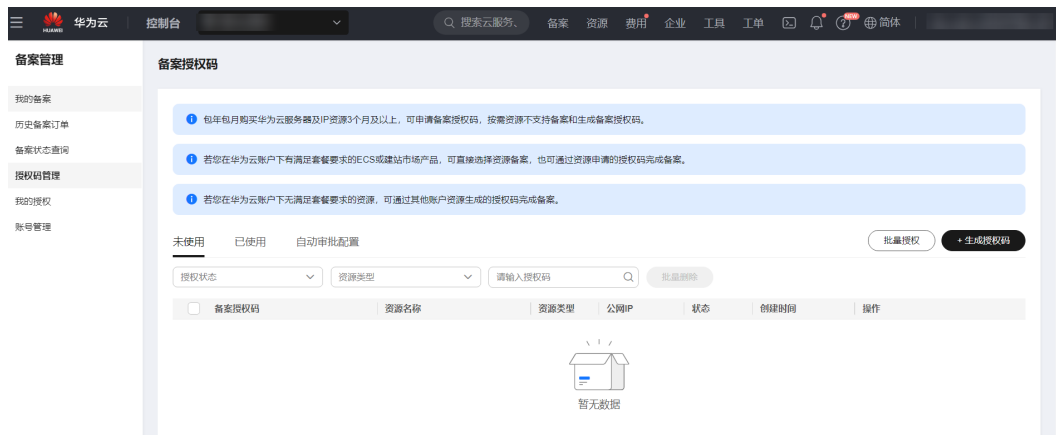 HUAWEI
华为云
控制台
搜索云服务、
备案
资源
费用
企业
工具
工单
NEW
简体
备案管理
我的备案
历史备案订单
备案状态查询
授权码管理
我的授权
账号管理
备案授权码
包年包月购买华为云服务器及IP资源3个月及以上，可申请备案授权码，按需资源不支持备案和生成备案授权码。
若您在华为云账户下有满足套餐要求的ECS或建站市场产品，可直接选择资源备案，也可通过资源申请的授权码完成备案。
若您在华为云账户下无满足套餐要求的资源，可通过其他账户资源生成的授权码完成备案。
未使用
已使用
自动审批配置
批量授权
+ 生成授权码
授权状态
资源类型
请输入授权码
批量删除
备案授权码
资源名称
资源类型
公网IP
状态
创建时间
操作
暂无数据